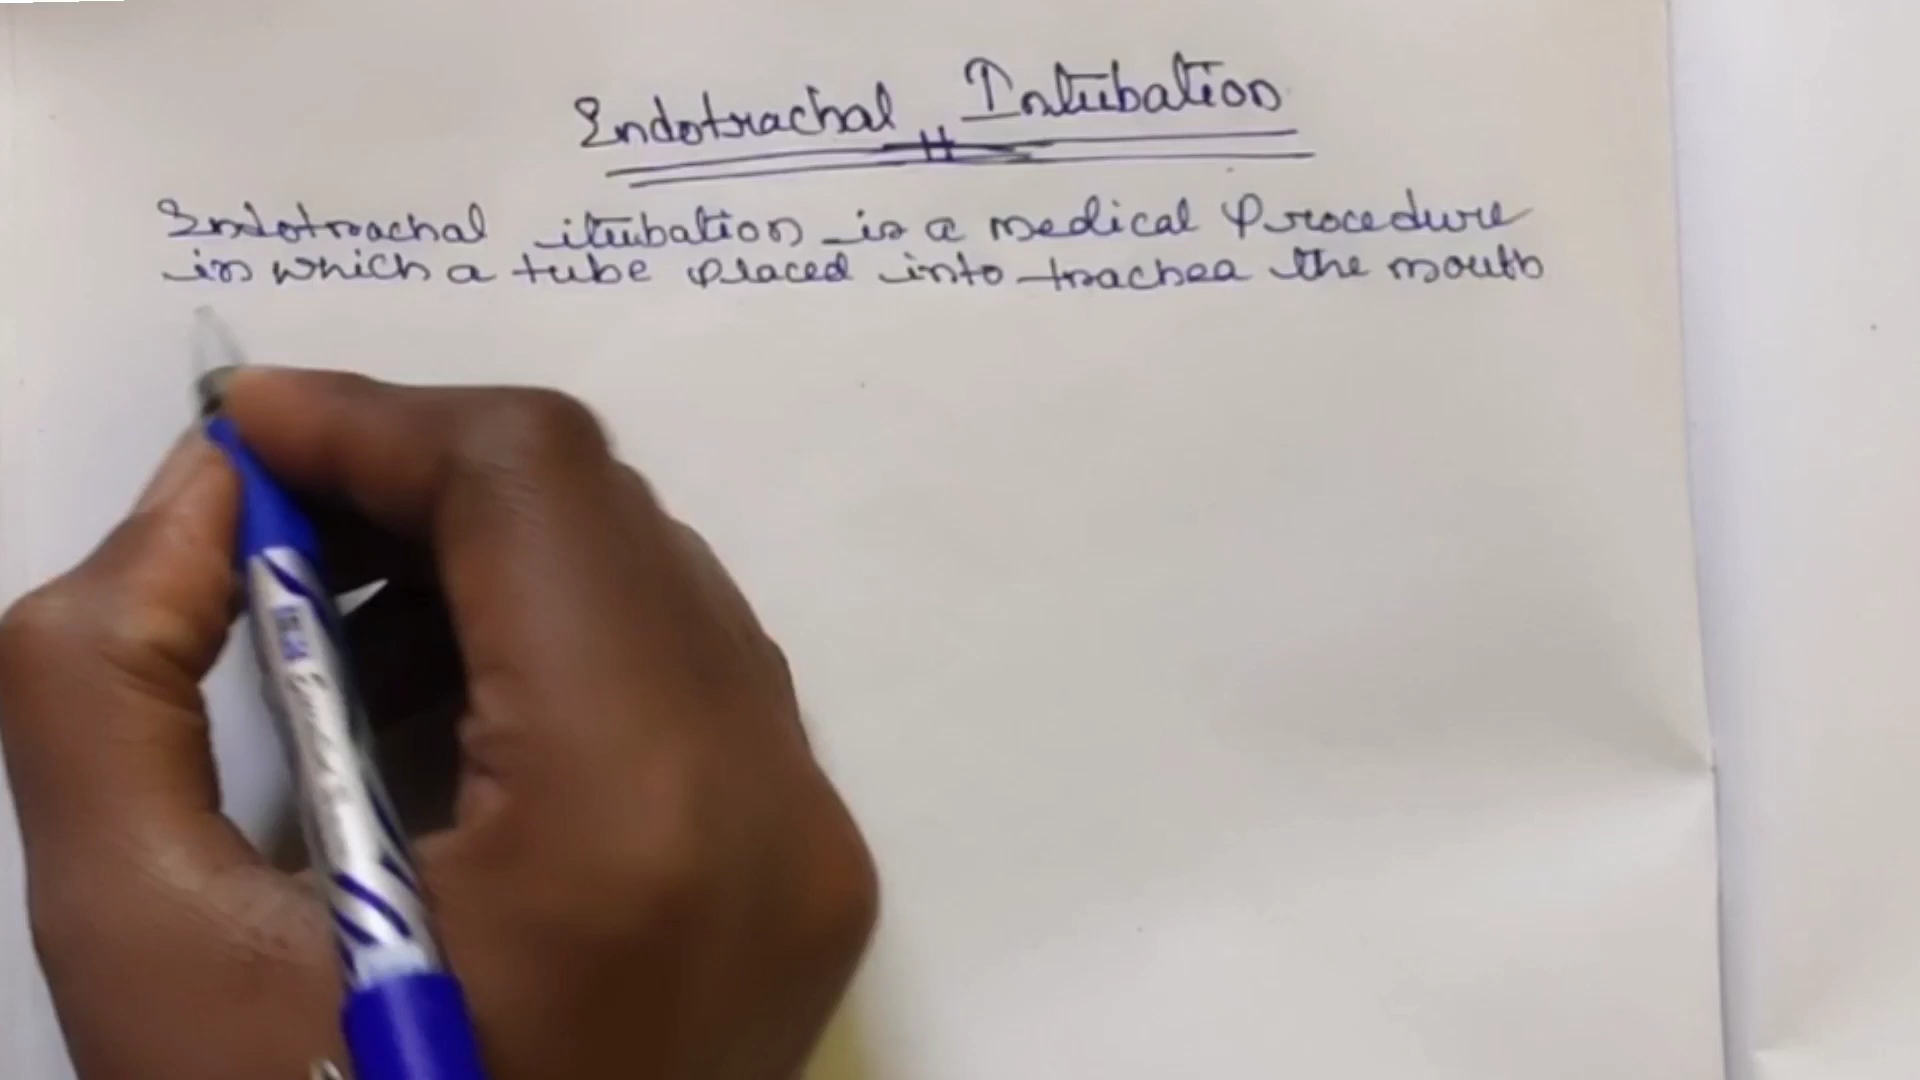 Endotrachal Intubation
Endotrachal itubation is a medical Procedure
in which a tube placed into trachea the mouth